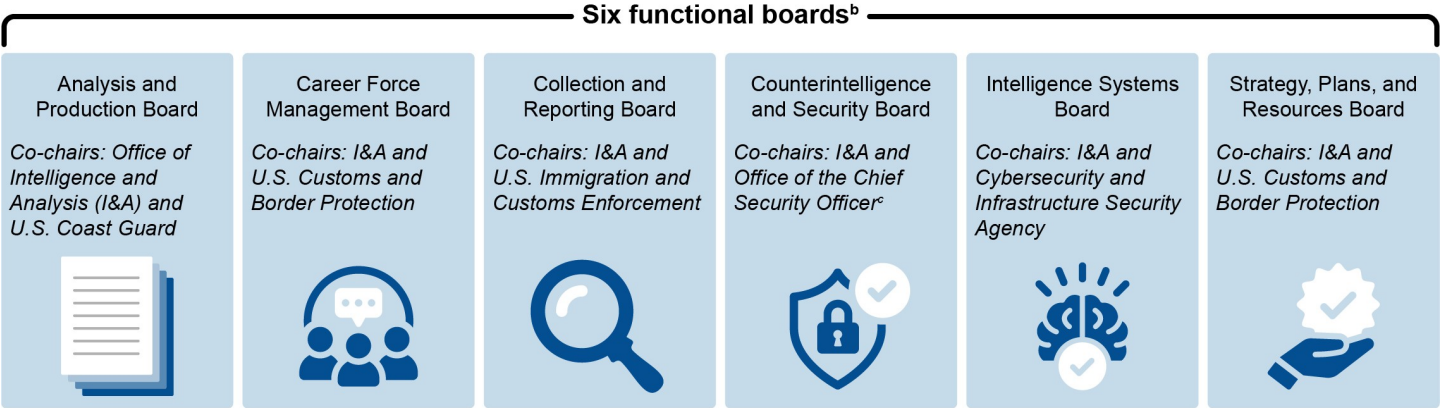 Six functional boardsᵇ
Analysis and
Production Board
Co-chairs: Office of
Intelligence and
Analysis (I&A) and
U.S. Coast Guard
Career Force
Management Board
Co-chairs: I&A and
U.S. Customs and
Border Protection
Collection and
Reporting Board
Co-chairs: I&A and
U.S. Immigration and
Customs Enforcement
Counterintelligence
and Security Board
Co-chairs: I&A and
Office of the Chief
Security Officerᶜ
Intelligence Systems
Board
Co-chairs: I&A and
Cybersecurity and
Infrastructure Security
Agency
Strategy, Plans, and
Resources Board
Co-chairs: I&A and
U.S. Customs and
Border Protection